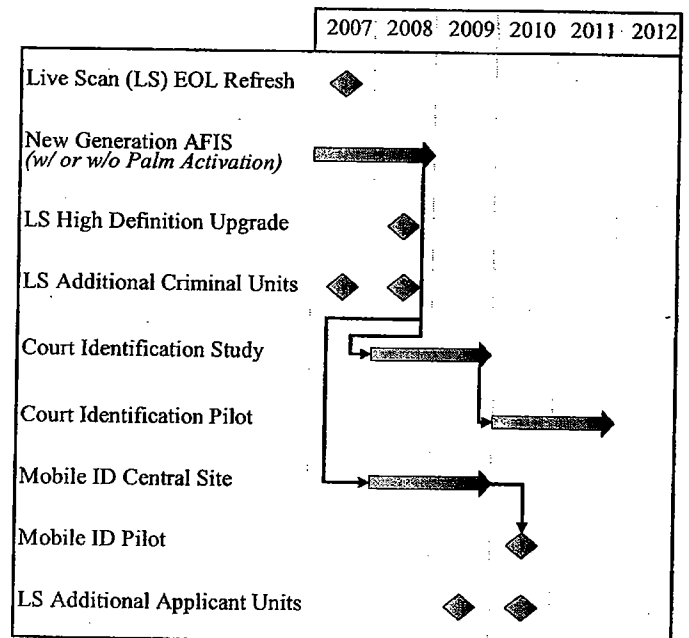 2007 2008 2009 2010 2011 2012
Live Scan (LS) EOL Refresh
New Generation AFIS
(w/ or w/o Palm Activation)
LS High Definition Upgrade
LS Additional Criminal Units
Court Identification Study
Court Identification Pilot
Mobile ID Central Site
Mobile ID Pilot
LS Additional Applicant Units